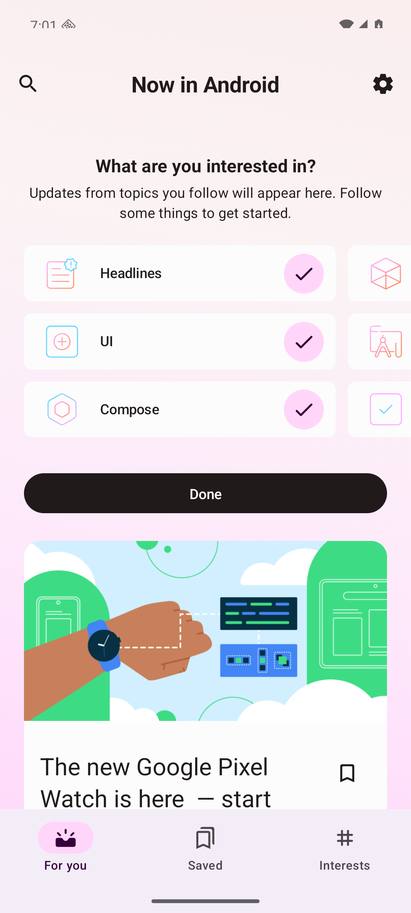 7:01
Now in Android
What are you interested in?
Updates from topics you follow will appear here. Follow
some things to get started.
Headlines
UI
Compose
Done
The new Google Pixel
Watch is here — start
For you
Saved
Interests